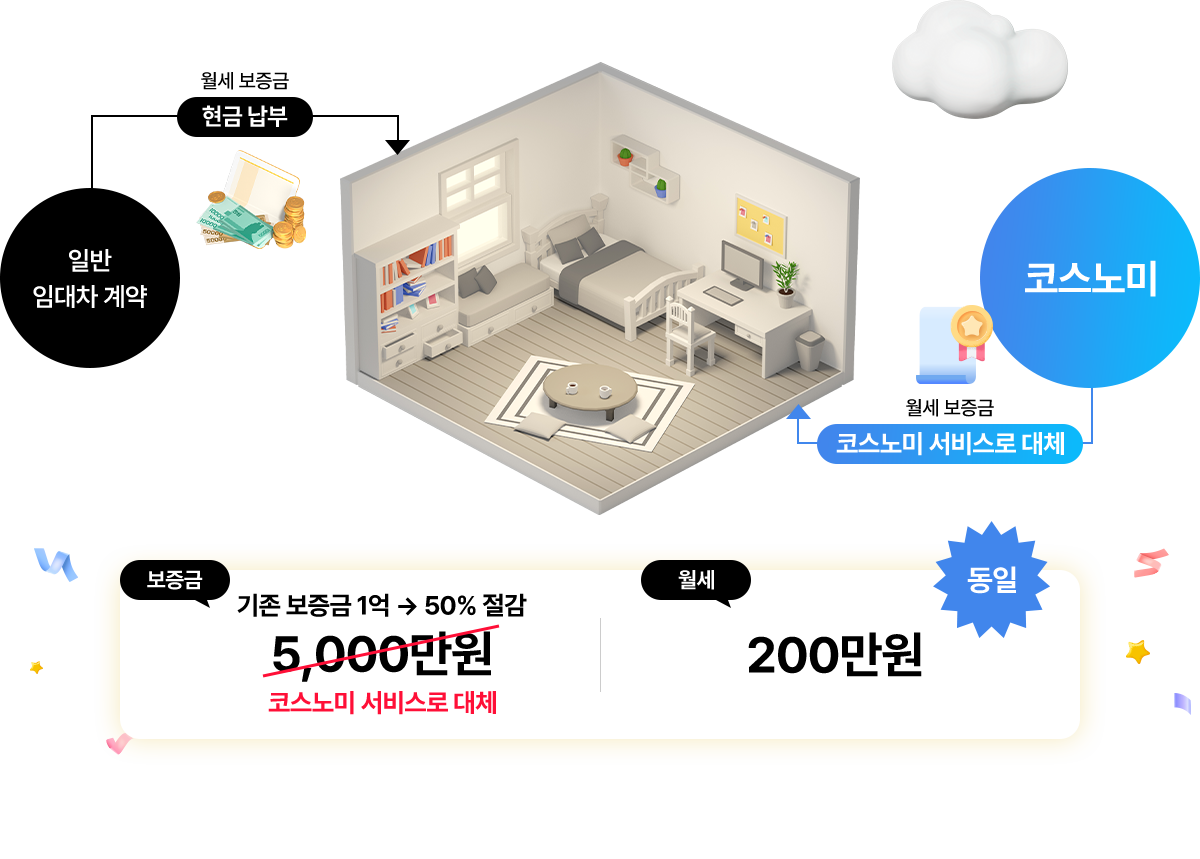 월세 보증금
현금 납부
일반
임대차 계약
코스노미
월세 보증금
코스노미 서비스로 대체
보증금
기존 보증금 1억 → 50% 절감
5,000만원
코스노미 서비스로 대체
월세
200만원
동일